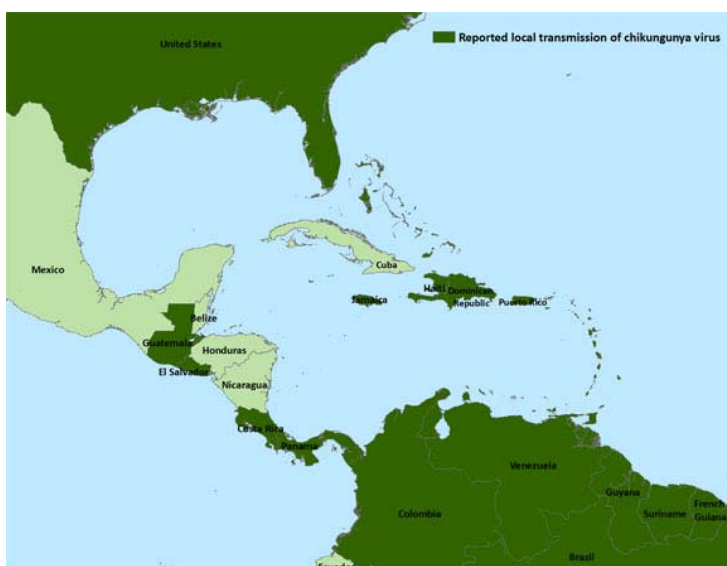 United States
Reported local transmission of chikungunya virus
Mexico
Cuba
Haiti
Dominican
Republic
Jamaica
Puerto Rico
Belize
Guatemala
Honduras
El Salvador
Nicaragua
Costa Rica
Panama
Venezuela
Guyana
Colombia
Suriname
French
Guiana
Brazil